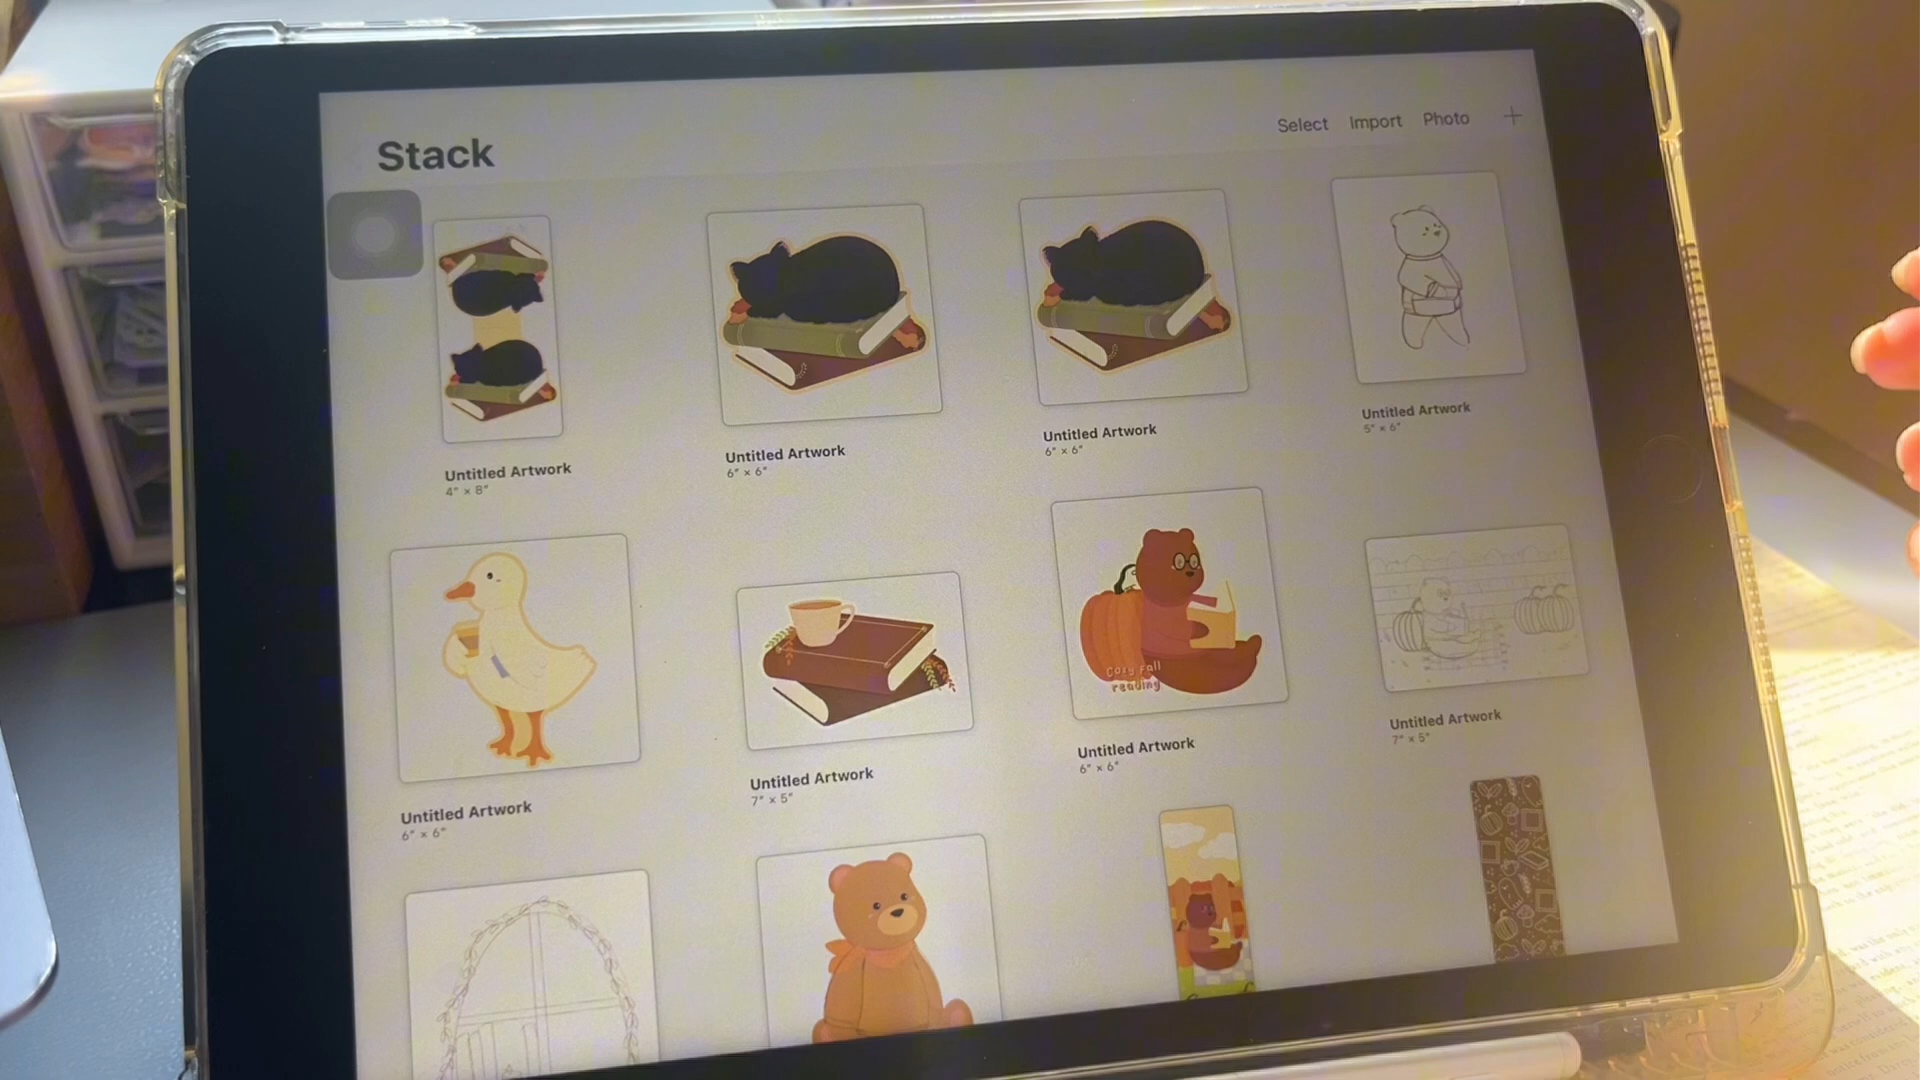 Stack
Select Import Photo +
Untitled Artwork
4" × 8"
Untitled Artwork
6" × 6"
Untitled Artwork
6" × 6"
Untitled Artwork
5" × 6"
Untitled Artwork
6" × 6"
Untitled Artwork
7" × 5"
cozy fall
reading
Untitled Artwork
6" × 6"
Untitled Artwork
7" × 5"